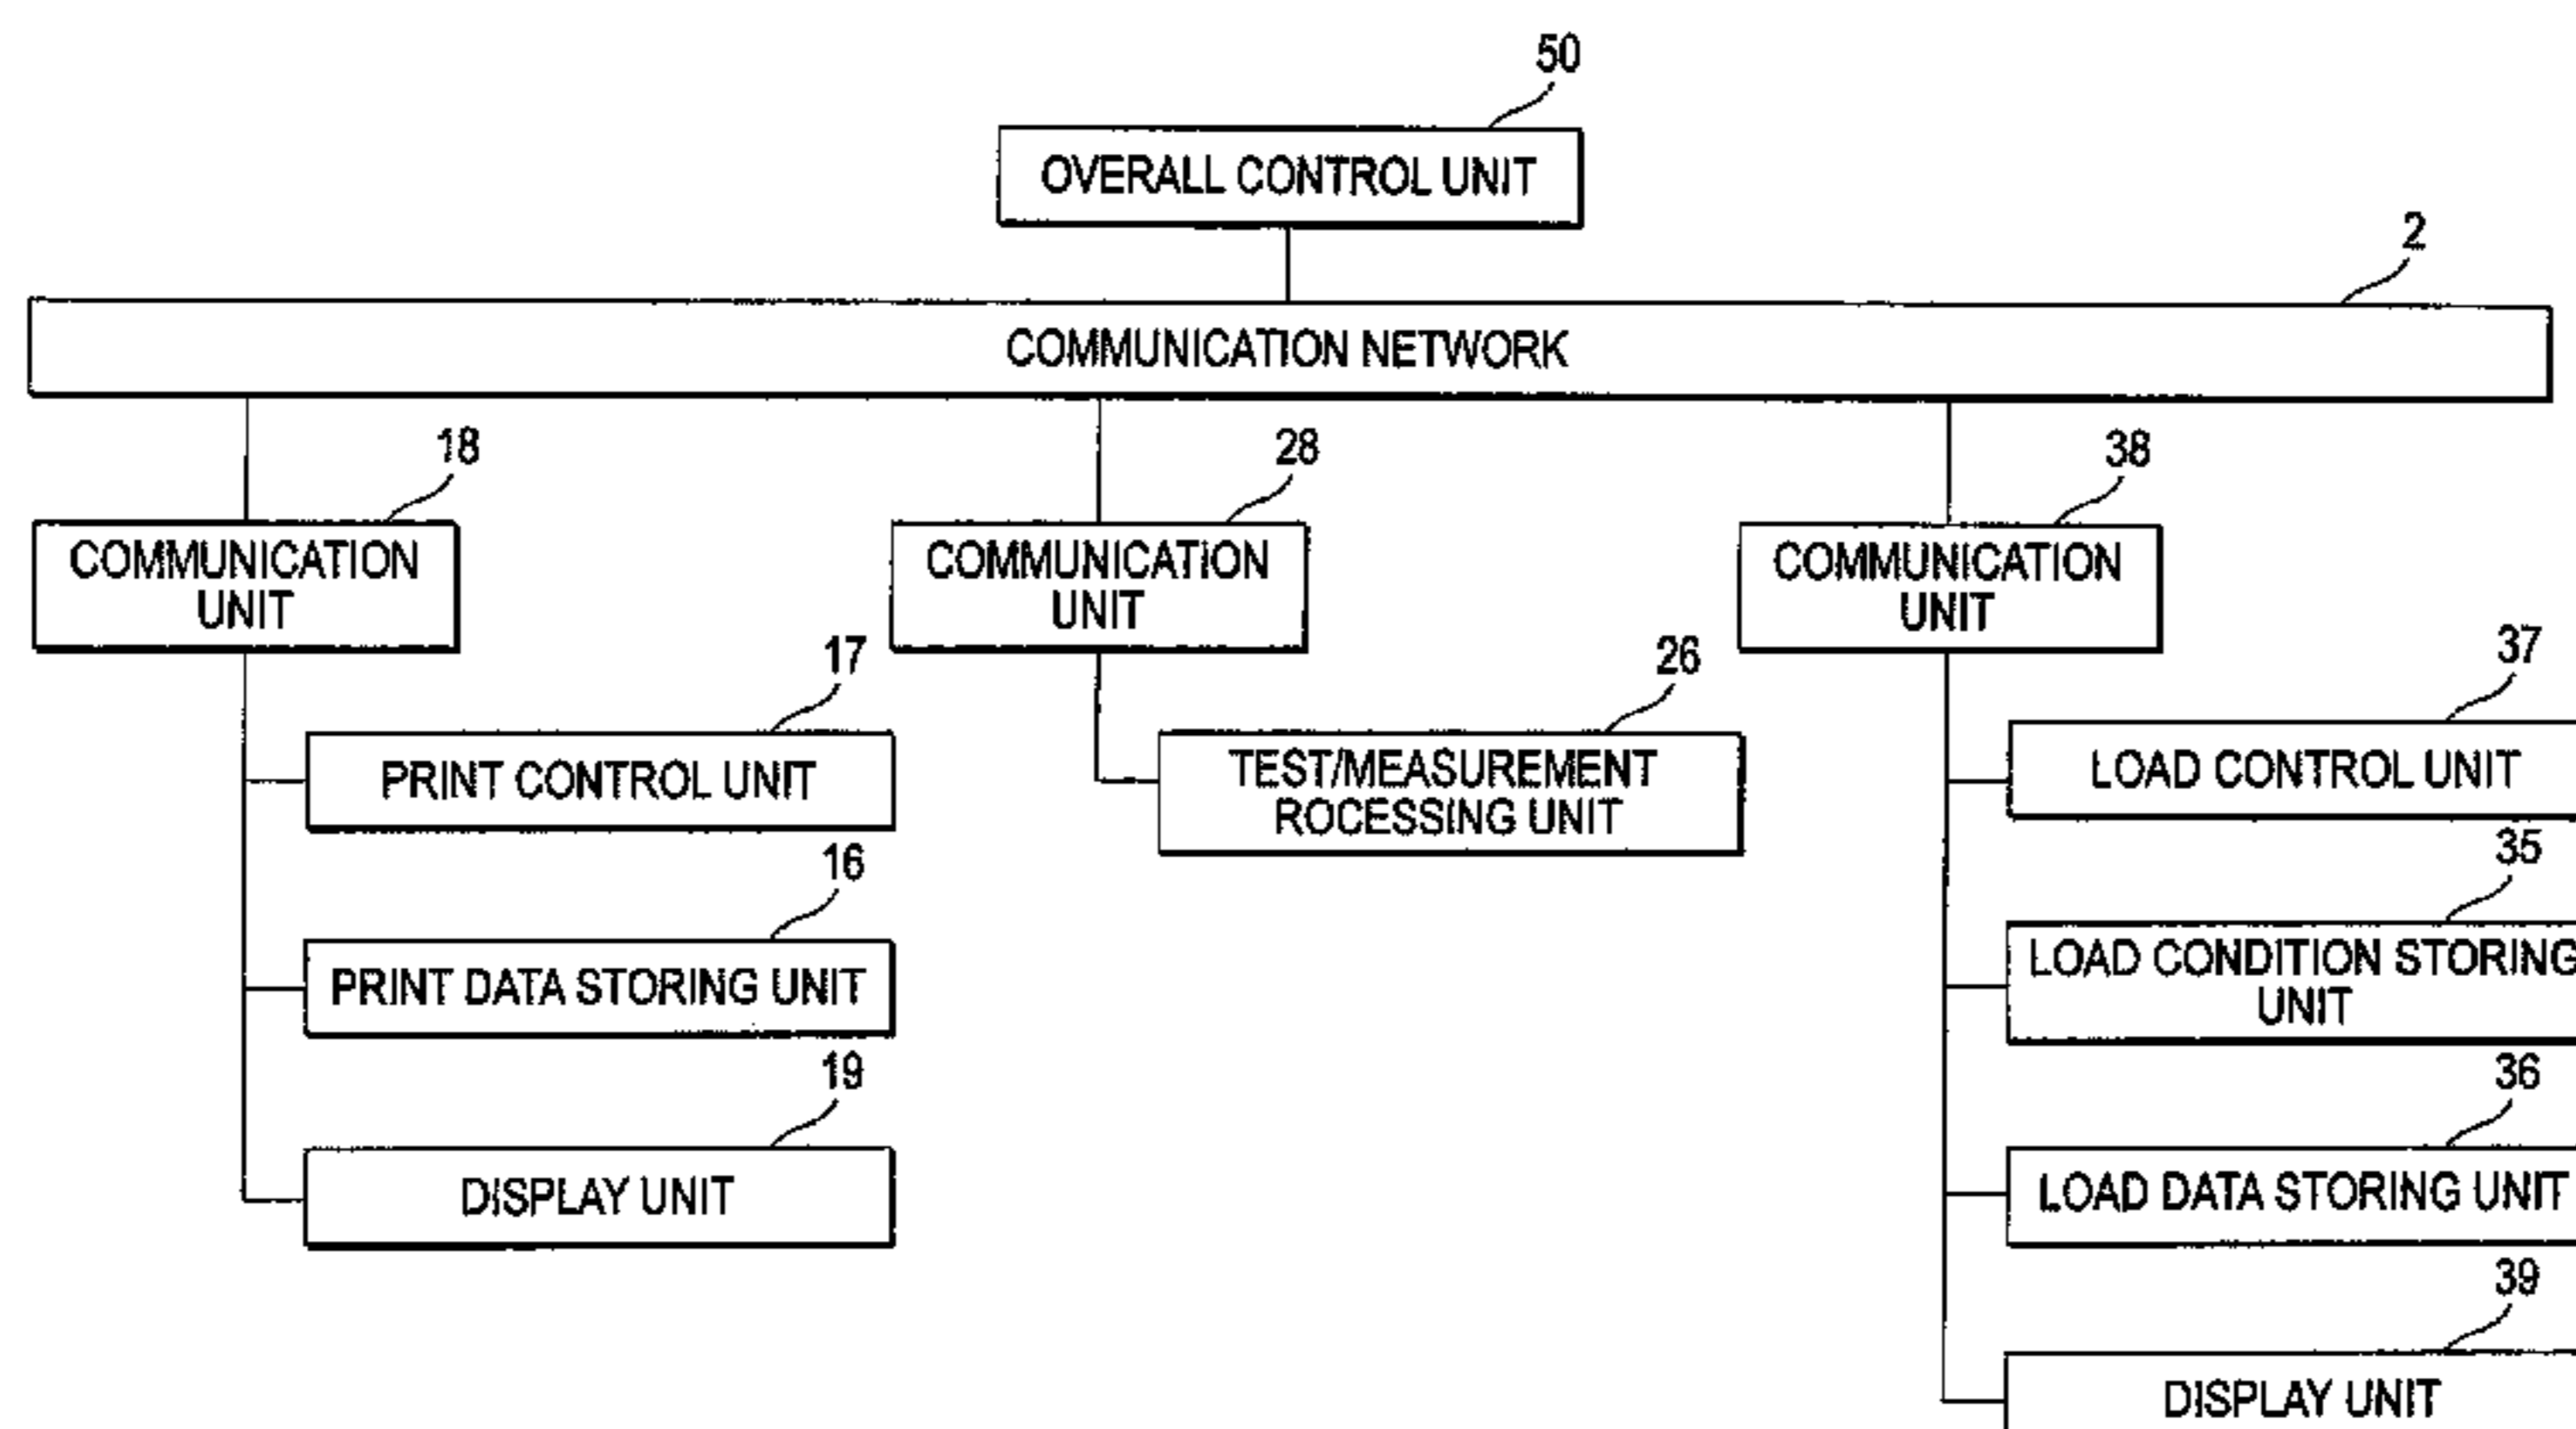 50
OVERALL CONTROL UNIT
2
COMMUNICATION NETWORK
18
COMMUNICATION
UNIT
28
COMMUNICATION
UNIT
38
COMMUNICATION
UNIT
17
PRINT CONTROL UNIT
16
PRINT DATA STORING UNIT
19
DISPLAY UNIT
26
TEST/MEASUREMENT
ROCESSING UNIT
37
LOAD CONTROL UNIT
35
LOAD CONDITION STORING
UNIT
36
LOAD DATA STORING UNIT
39
DISPLAY UNIT